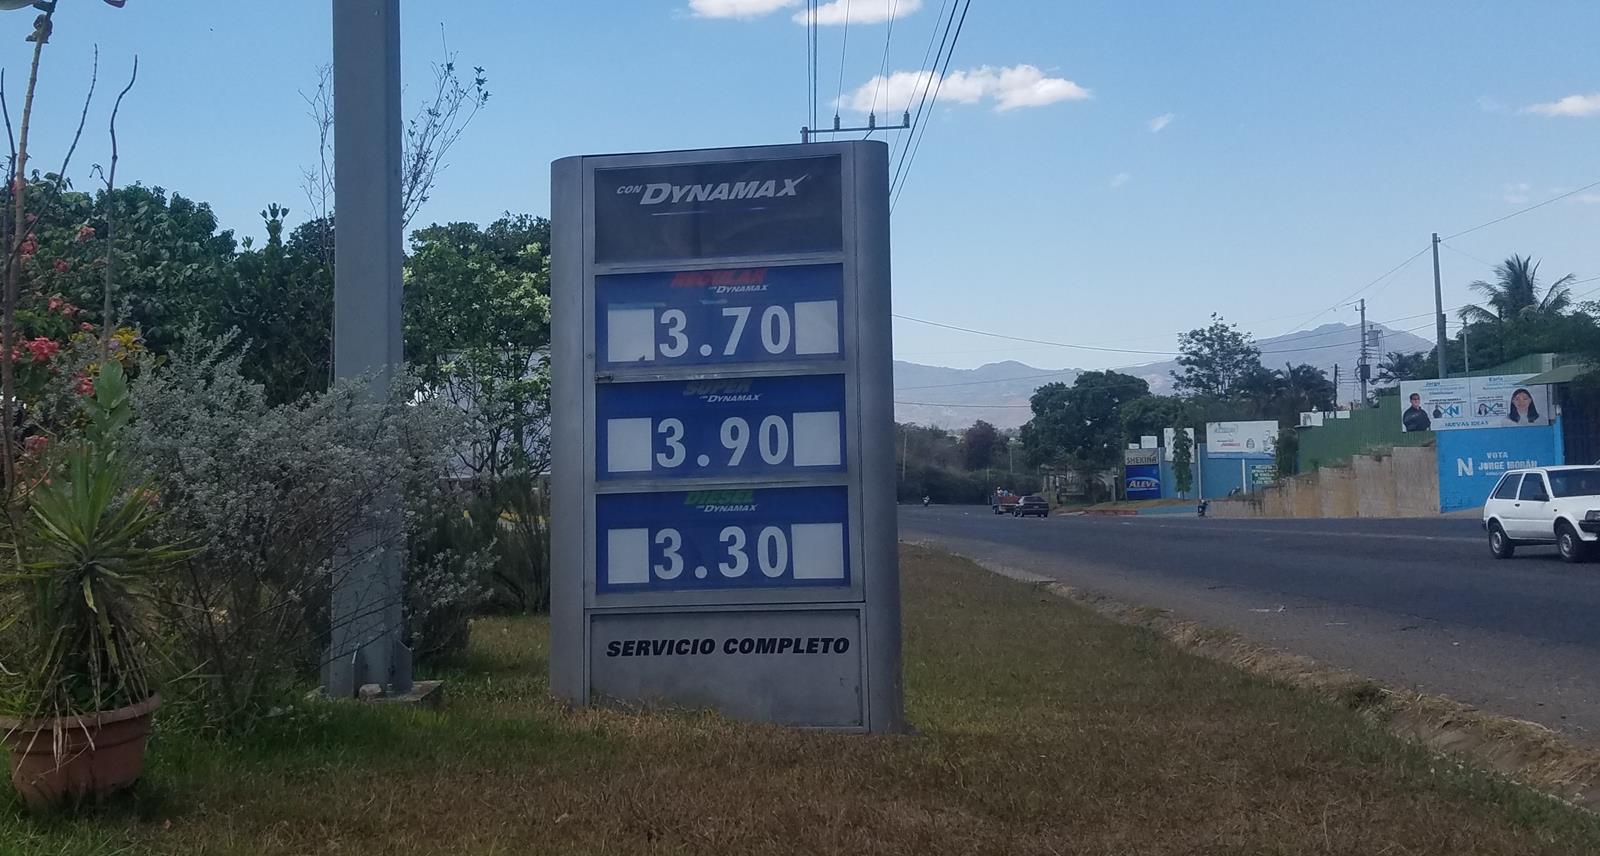 CON DYNAMAX
REGULAR
CON DYNAMAX
3.70
SUPER
CON DYNAMAX
3.90
DIESEL
CON DYNAMAX
3.30
SERVICIO COMPLETO
SHEKINA
ALEVE
NUEVAS IDEAS
VOTA
N JORGE MORÁN